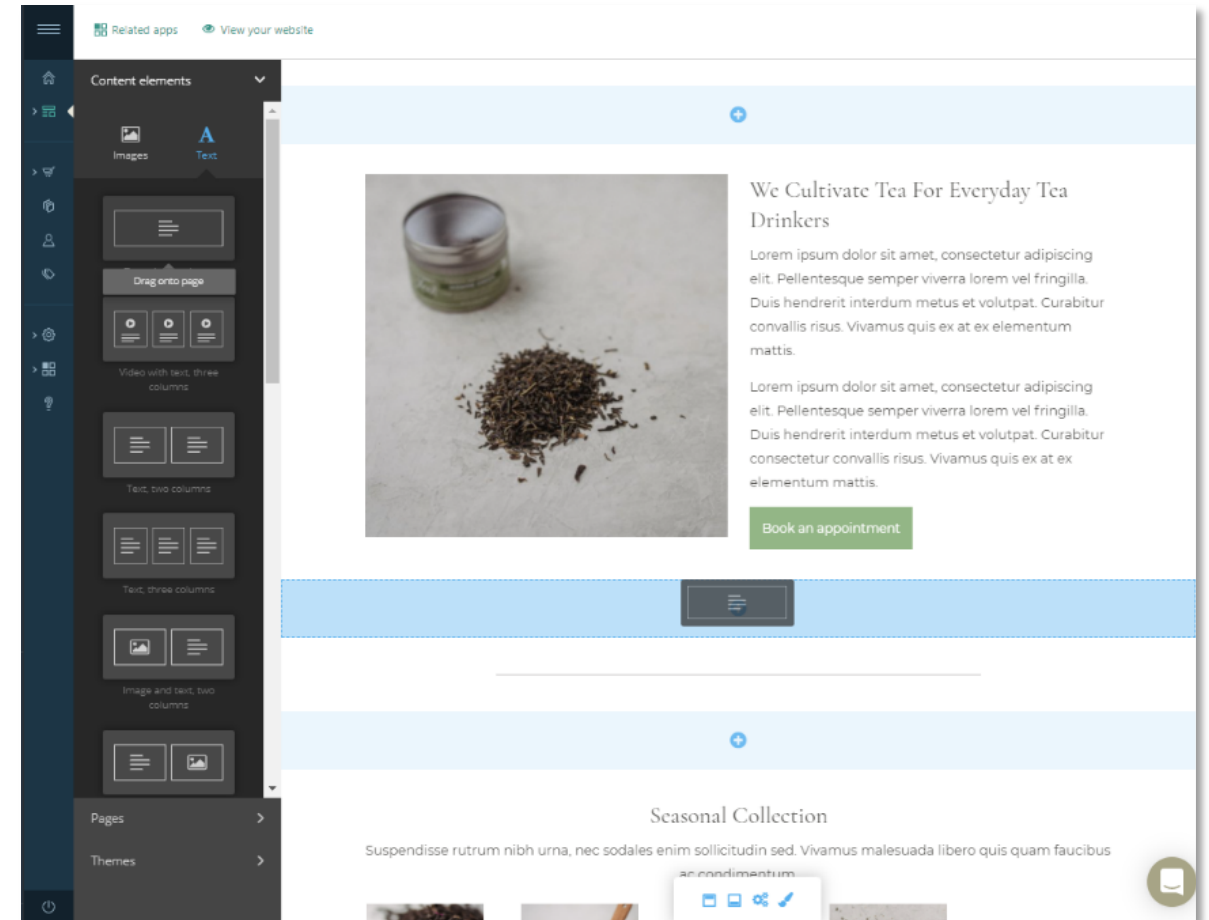 Related apps
View your website
Content elements
Images
Text
Drag onto page
Video with text, three
columns
Text, two columns
Text, three columns
Image and text, two
columns
Pages
Themes
We Cultivate Tea For Everyday Tea
Drinkers
Lorem ipsum dolor sit amet, consectetur adipiscing
elit. Pellentesque semper viverra lorem vel fringilla.
Duis hendrerit interdum metus et volutpat. Curabitur
convallis risus. Vivamus quis ex at ex elementum
mattis.
Lorem ipsum dolor sit amet, consectetur adipiscing
elit. Pellentesque semper viverra lorem vel fringilla.
Duis hendrerit interdum metus et volutpat. Curabitur
consectetur convallis risus. Vivamus quis ex at ex
elementum mattis.
Book an appointment
Seasonal Collection
Suspendisse rutrum nibh urna, nec sodales enim sollicitudin sed. Vivamus malesuada libero quis quam faucibus
ac condimentum